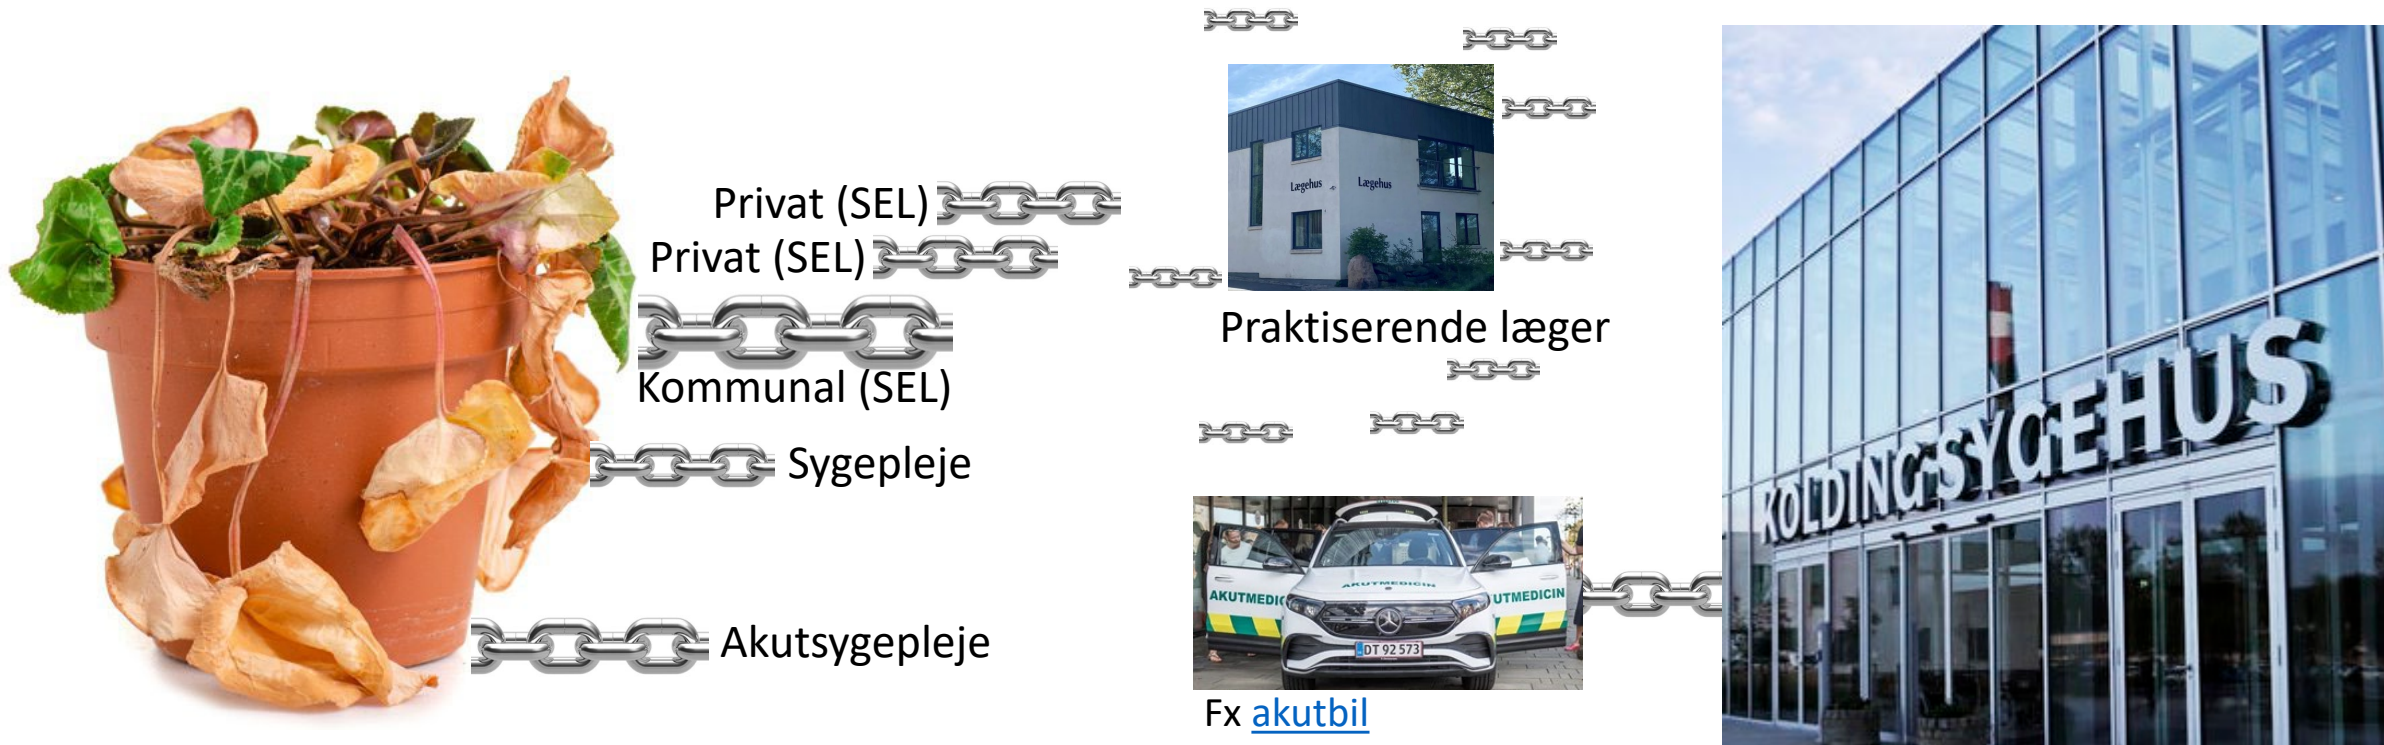 Privat (SEL)
Privat (SEL)
Kommunal (SEL)
Sygepleje
Akutsygepleje
Lægehus
Lægehus
Praktiserende læger
AKUTMEDICIN
AKUTMEDIC
UTMEDICIN
DT 92 573
Fx akutbil
KOLDING SYGEHUS